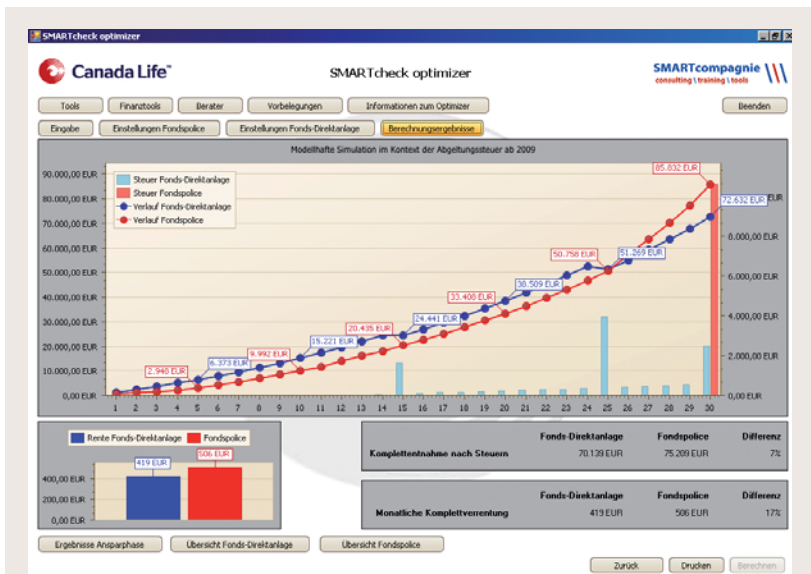 SMARTcheck optimizer
Canada Life™
SMARTcheck optimizer
SMARTcompagnie
consulting \ training \ tools
Tools Finanztools Berater Vorbelegungen Informationen zum Optimizer Beenden
Eingabe Einstellungen Fondspolice Einstellungen Fonds-Direktanlage Berechnungsergebnisse
Modellhafte Simulation im Kontext der Abgeltungssteuer ab 2009
Steuer Fonds-Direktanlage
Steuer Fondspolice
Verlauf Fonds-Direktanlage
Verlauf Fondspolice
90.000,00 EUR
80.000,00 EUR
70.000,00 EUR
60.000,00 EUR
50.000,00 EUR
40.000,00 EUR
30.000,00 EUR
20.000,00 EUR
10.000,00 EUR
0,00 EUR
2.948 EUR
6.373 EUR
9.992 EUR
15.221 EUR
20.435 EUR
24.441 EUR
33.408 EUR
38.509 EUR
50.758 EUR
51.269 EUR
85.832 EUR
72.632 EUR
EUR
8.000,00 EUR
6.000,00 EUR
4.000,00 EUR
2.000,00 EUR
0,00 EUR
1 2 3 4 5 6 7 8 9 10 11 12 13 14 15 16 17 18 19 20 21 22 23 24 25 26 27 28 29 30
Rente Fonds-Direktanlage Fondspolice
419 EUR
506 EUR
400,00 EUR
200,00 EUR
0,00 EUR
Fonds-Direktanlage Fondspolice Differenz
Komplettentnahme nach Steuern 70.139 EUR 75.209 EUR 7%
Fonds-Direktanlage Fondspolice Differenz
Monatliche Komplettverrentung 419 EUR 506 EUR 17%
Ergebnisse Ansparphase Übersicht Fonds-Direktanlage Übersicht Fondspolice
Zurück Drucken Berechnen